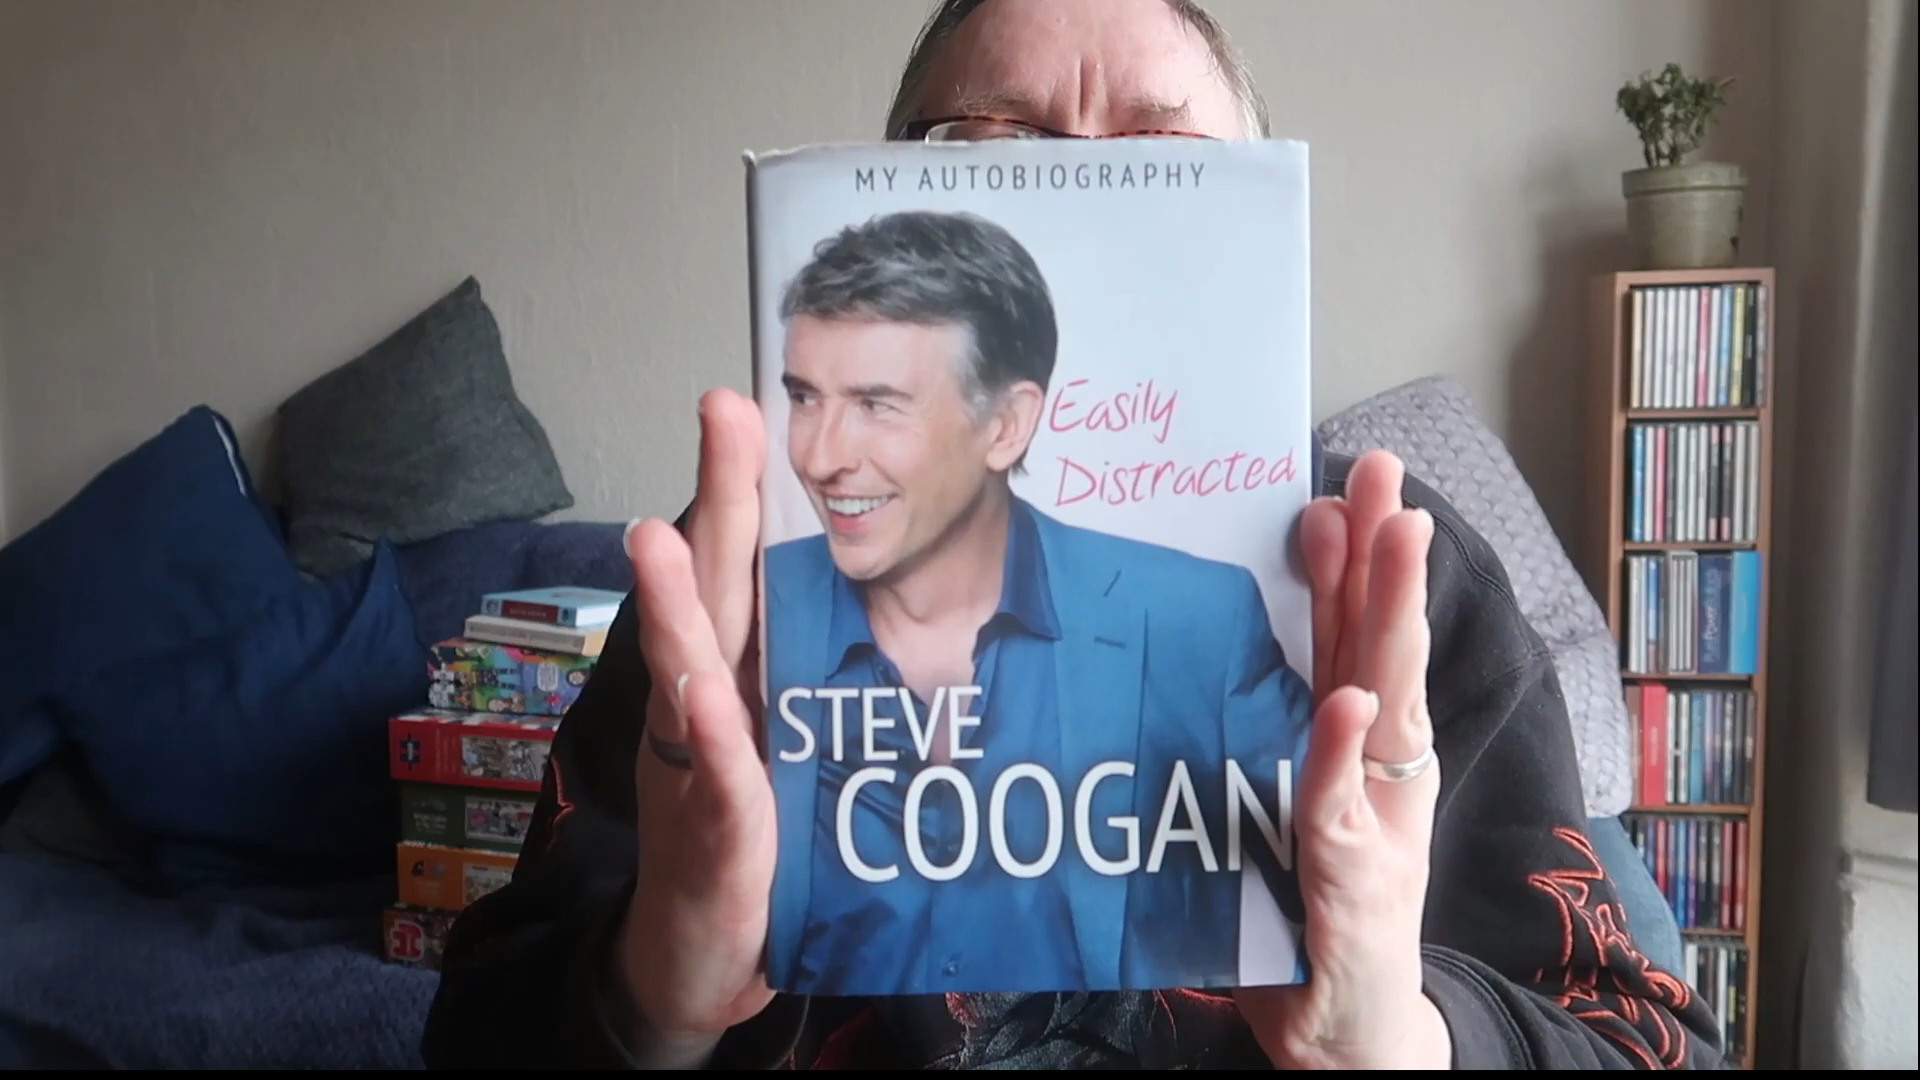 MY AUTOBIOGRAPHY
Easily
Distracted
STEVE
COOGAN